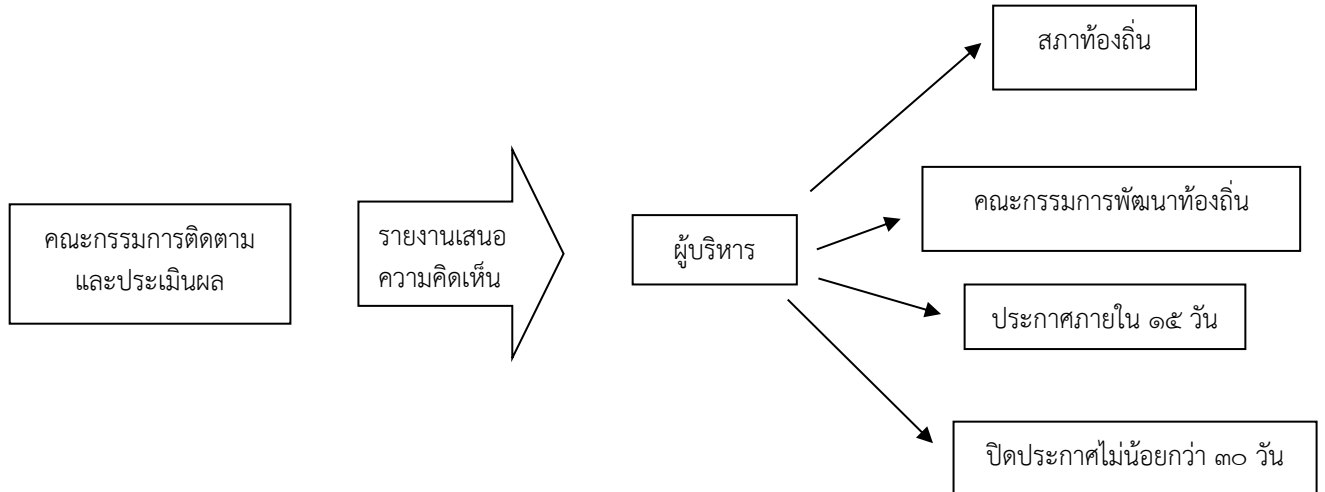 คณะกรรมการติดตาม
และประเมินผล
รายงานเสนอ
ความคิดเห็น
ผู้บริหาร
สภาท้องถิ่น
คณะกรรมการพัฒนาท้องถิ่น
ประกาศภายใน ๑๕ วัน
ปิดประกาศไม่น้อยกว่า ๓๐ วัน